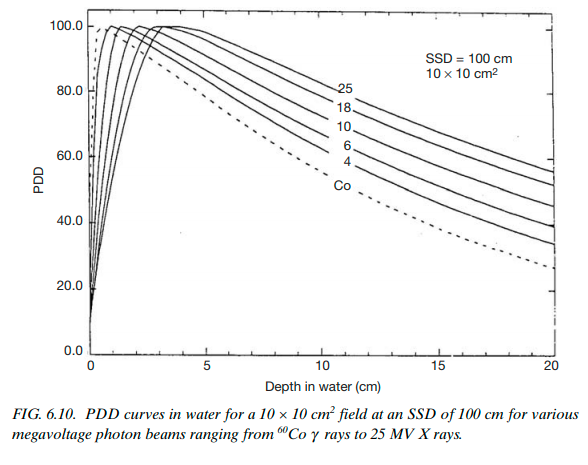 100.0
80.0
60.0
40.0
20.0
0.0
PDD
SSD = 100 cm
10 × 10 cm²
25
18
10
6
4
Co
0
5
10
15
20
Depth in water (cm)
FIG. 6.10. PDD curves in water for a 10 × 10 cm² field at an SSD of 100 cm for various
megavoltage photon beams ranging from ⁶⁰Co γ rays to 25 MV X rays.